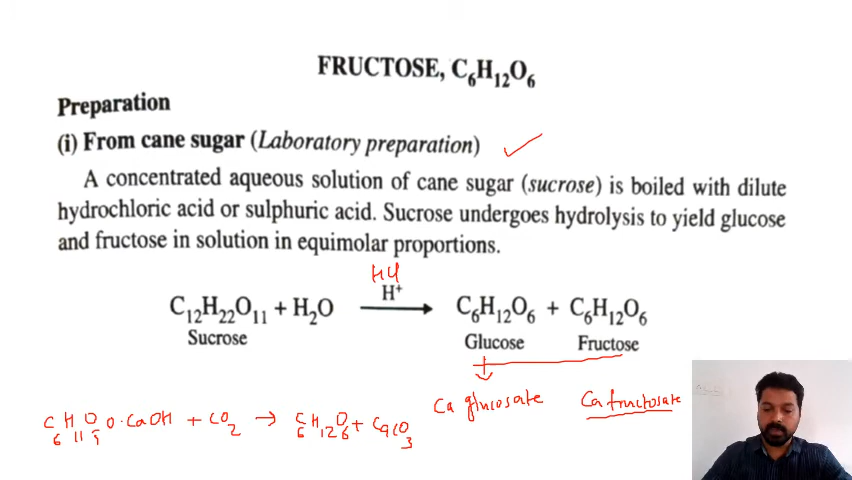 FRUCTOSE, C₆H₁₂O₆
Preparation
(i) From cane sugar (Laboratory preparation)
A concentrated aqueous solution of cane sugar (sucrose) is boiled with dilute
hydrochloric acid or sulphuric acid. Sucrose undergoes hydrolysis to yield glucose
and fructose in solution in equimolar proportions.
HCl
H⁺
C₁₂H₂₂O₁₁ + H₂O → C₆H₁₂O₆ + C₆H₁₂O₆
Sucrose Glucose Fructose
Ca glucosate Ca fructosate
C₆H₁₁O₅O·CaOH + CO₂ → C₆H₁₂O₆ + CaCO₃